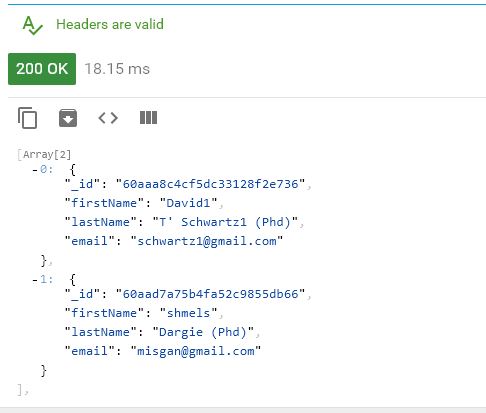 Headers are valid
200 OK 18.15 ms
[Array[2]
-0: {
"_id": "60aaa8c4cf5dc33128f2e736",
"firstName": "David1",
"lastName": "T' Schwartz1 (Phd)",
"email": "schwartz1@gmail.com"
},
-1: {
"_id": "60aad7a75b4fa52c9855db66",
"firstName": "shmels",
"lastName": "Dargie (Phd)",
"email": "misgan@gmail.com"
}
],